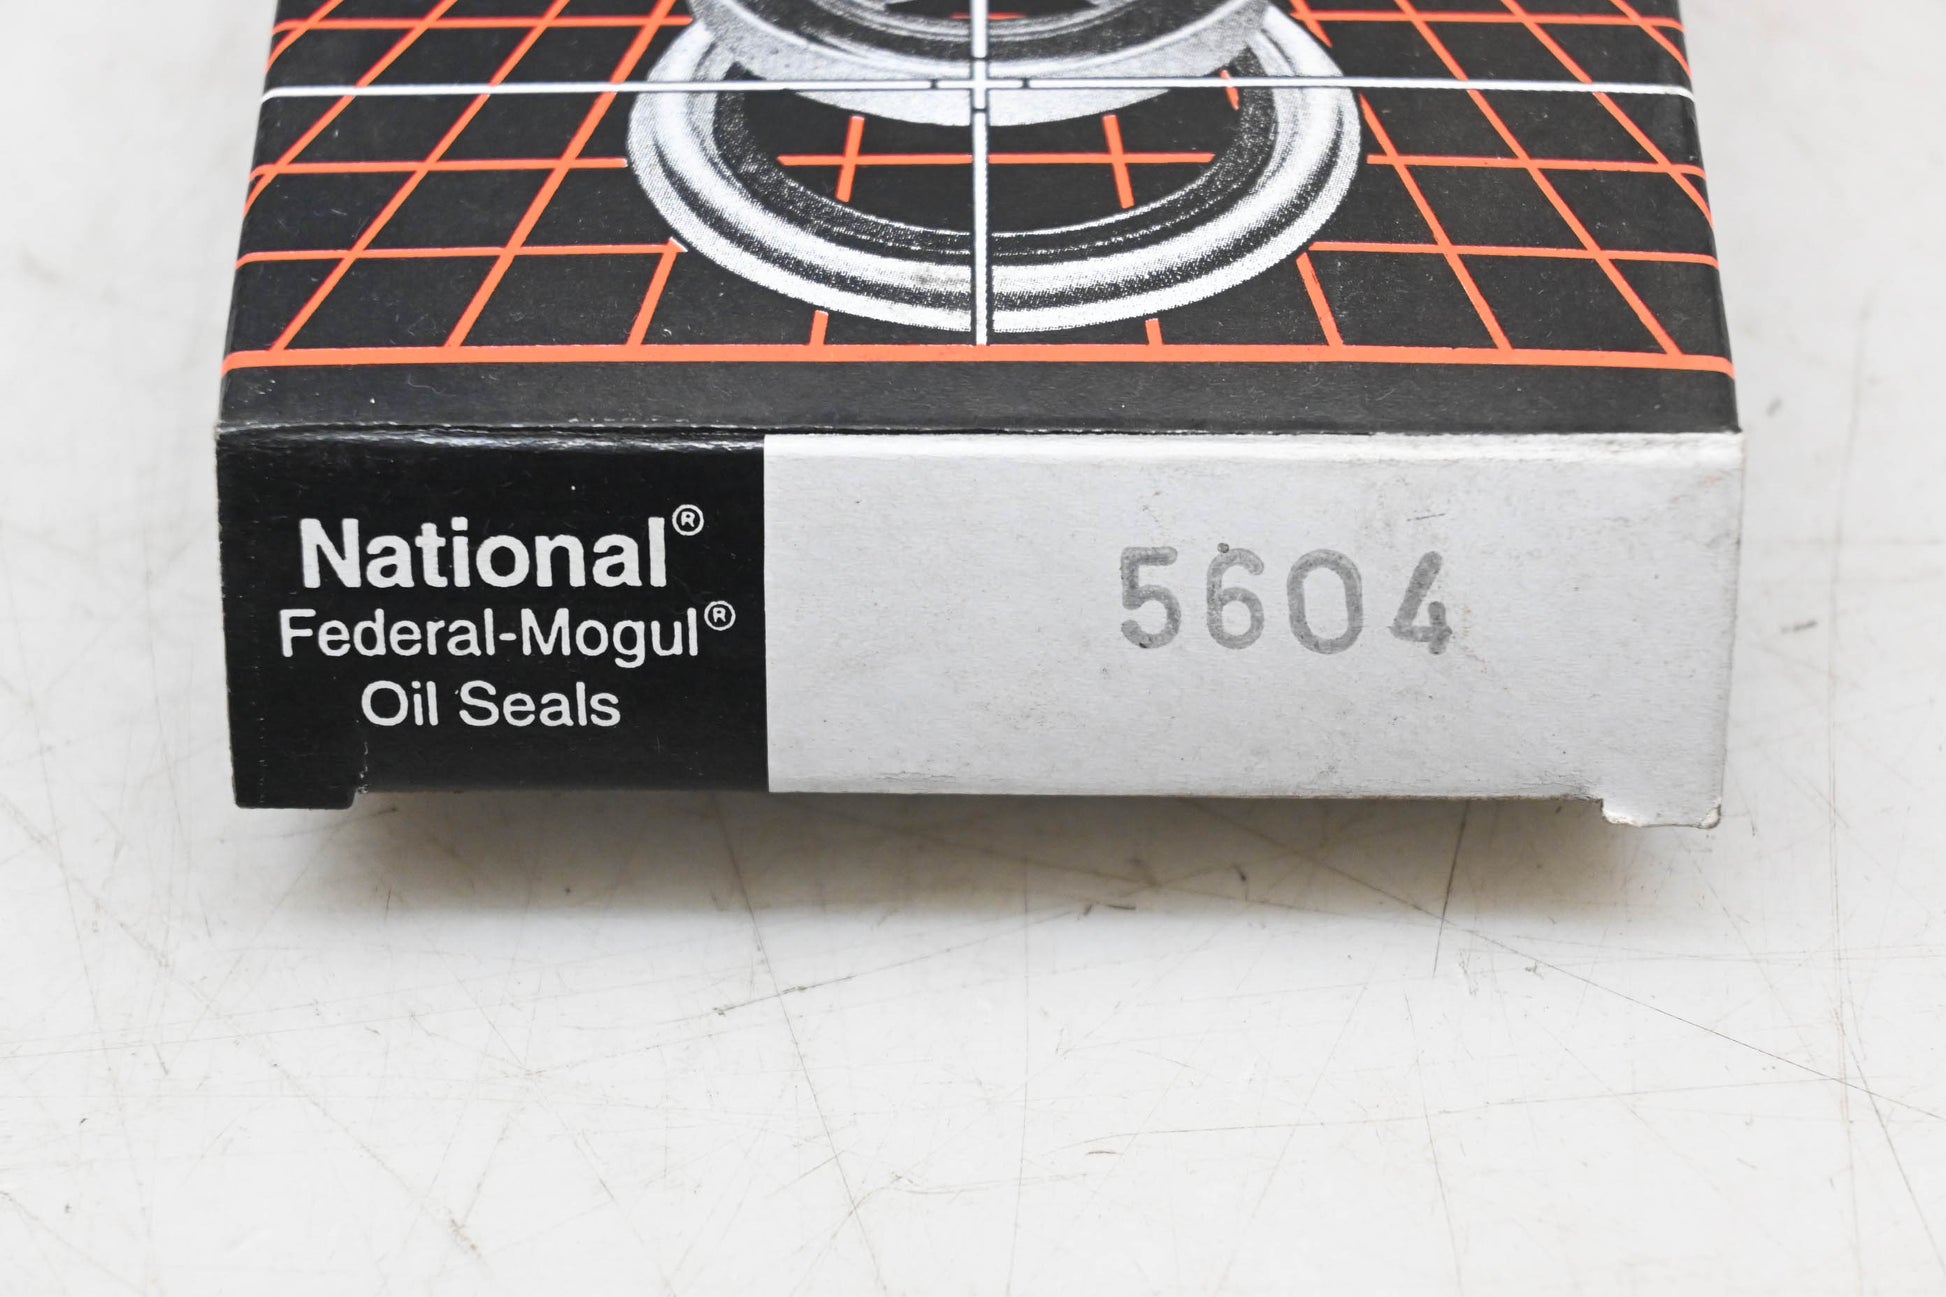 National®
Federal-Mogul®
Oil Seals
5604